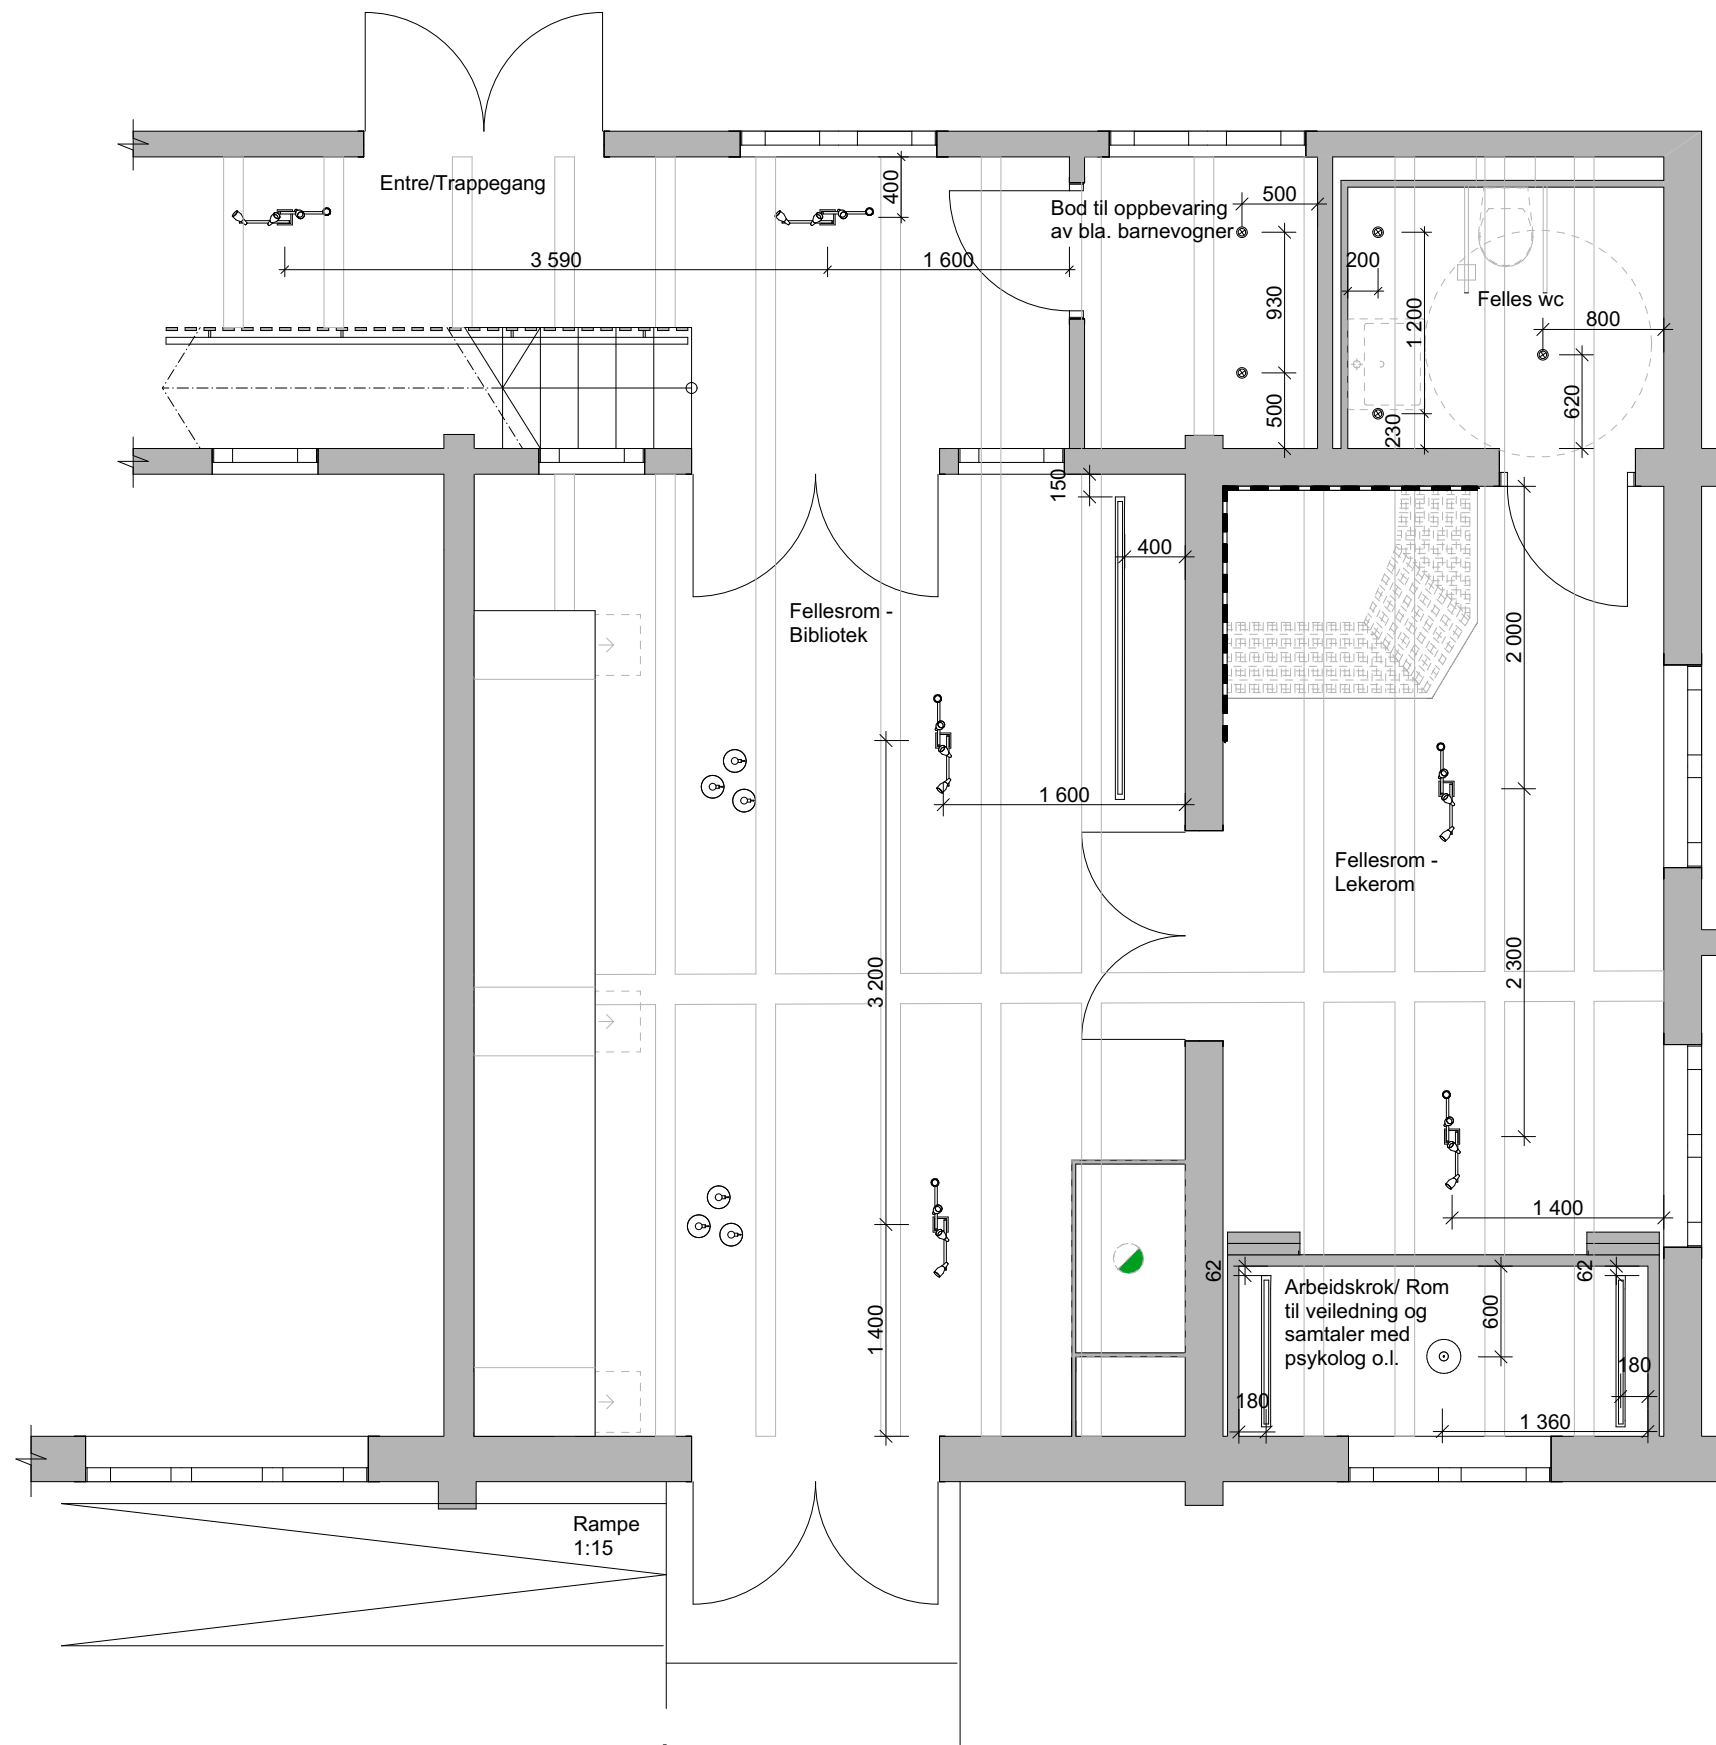 Entre/Trappegang
400
Bod til oppbevaring
av bla. barnevogner
500
200
3 590
1 600
930
1 200
Felles wc
800
620
500
230
150
400
Fellesrom -
Bibliotek
2 000
1 600
Fellesrom -
Lekerom
3 200
2 300
1 400
62
62
Arbeidskrok/ Rom
til veiledning og
samtaler med
psykolog o.l.
600
1 400
180
180
1 360
Rampe
1:15